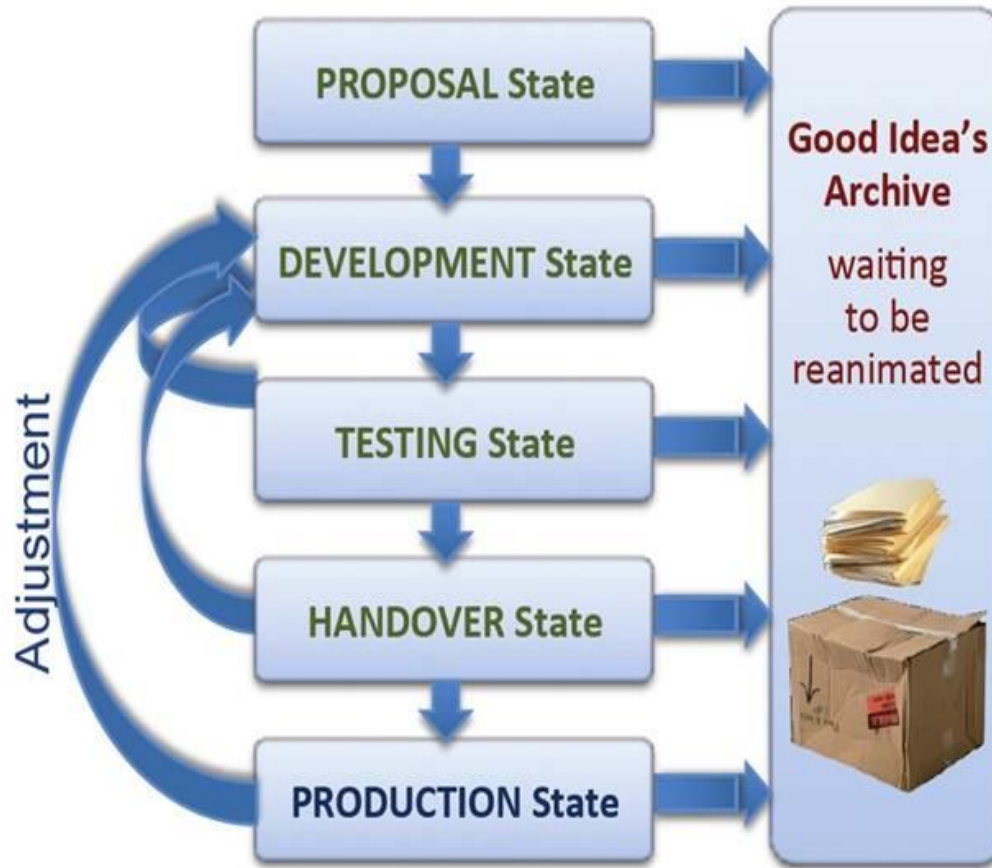 PROPOSAL State
Good Idea's
Archive
waiting
to be
reanimated
DEVELOPMENT State
TESTING State
HANDOVER State
PRODUCTION State
Adjustment